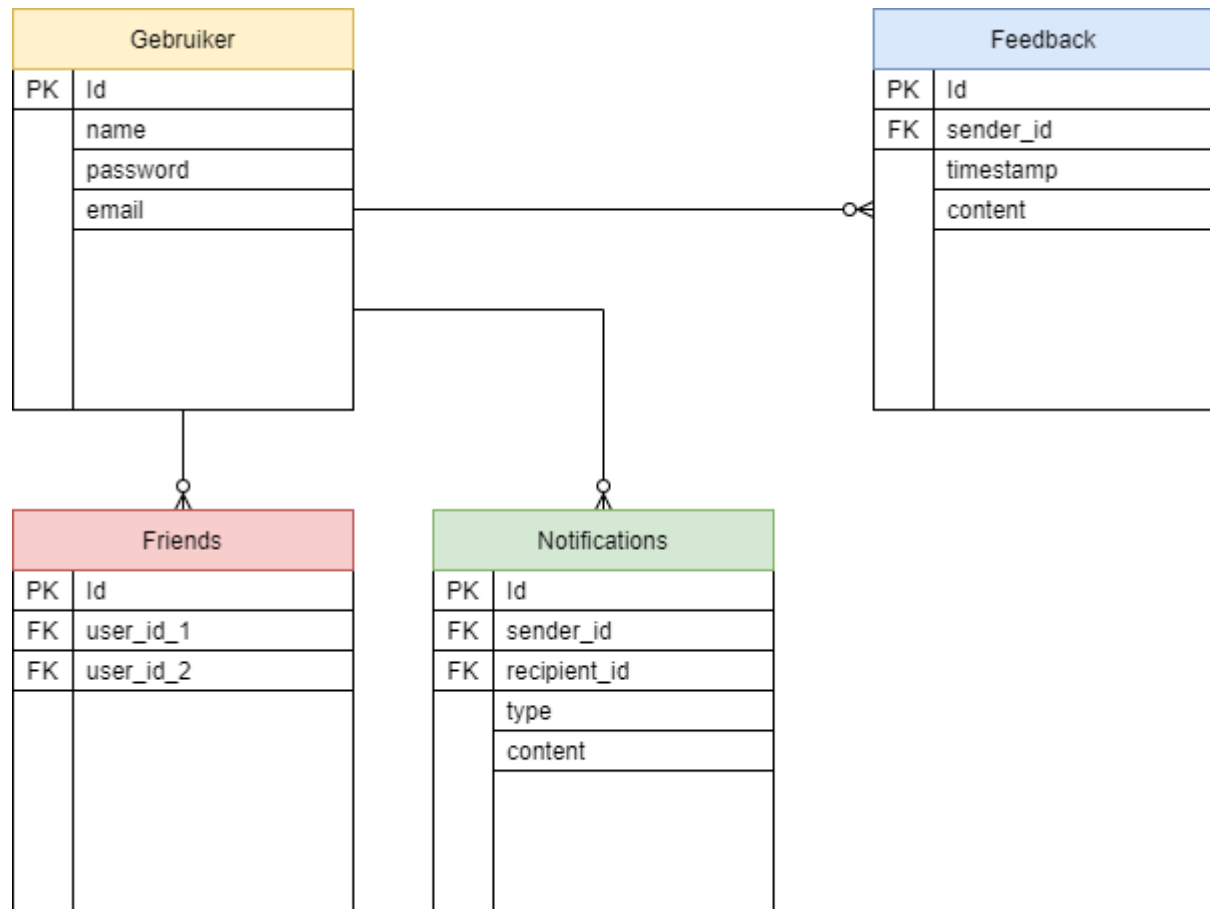 Gebruiker
PK Id
name
password
email
Feedback
PK Id
FK sender_id
timestamp
content
Friends
PK Id
FK user_id_1
FK user_id_2
Notifications
PK Id
FK sender_id
FK recipient_id
type
content